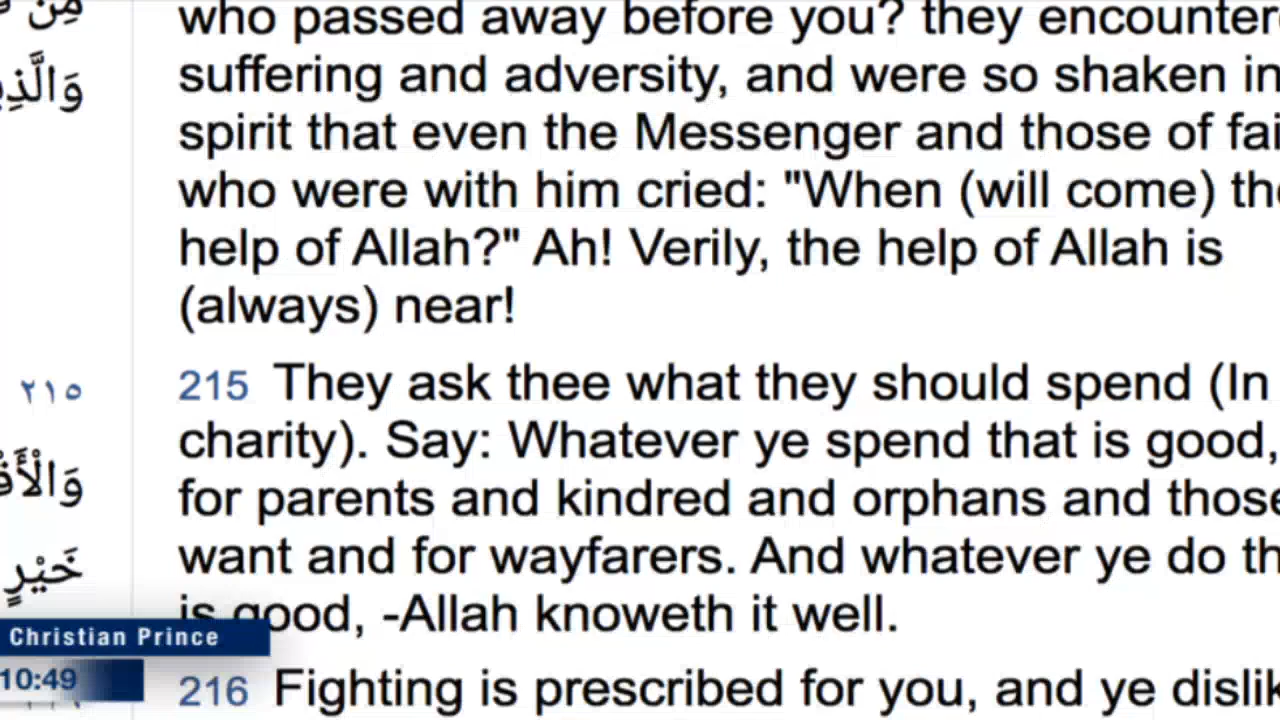 who passed away before you? they encounter
suffering and adversity, and were so shaken in
spirit that even the Messenger and those of fai
who were with him cried: "When (will come) the
help of Allah?" Ah! Verily, the help of Allah is
(always) near!
215 They ask thee what they should spend (In
charity). Say: Whatever ye spend that is good,
for parents and kindred and orphans and those
want and for wayfarers. And whatever ye do th
is good, -Allah knoweth it well.
216 Fighting is prescribed for you, and ye dislik
وَالَّذِي
٢١٥
خَيْرٍ
Christian Prince
10:49